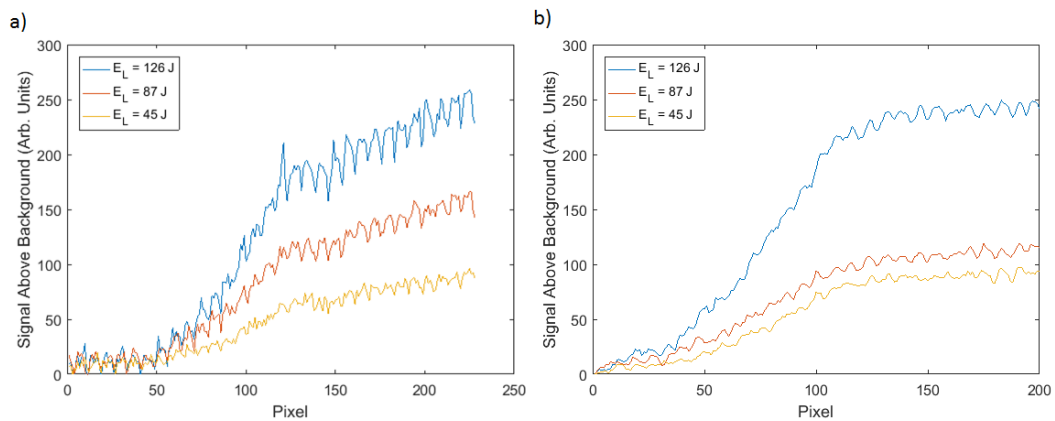 a)
Signal Above Background (Arb. Units)
300
250
200
150
100
50
0
E_L = 126 J
E_L = 87 J
E_L = 45 J
0 50 100 150 200 250
Pixel
b)
Signal Above Background (Arb. Units)
300
250
200
150
100
50
0
E_L = 126 J
E_L = 87 J
E_L = 45 J
0 50 100 150 200
Pixel